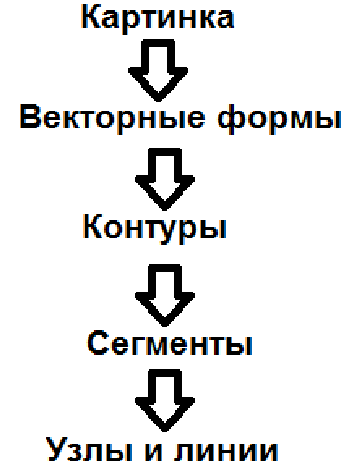 Картинка
Векторные формы
Контуры
Сегменты
Узлы и линии